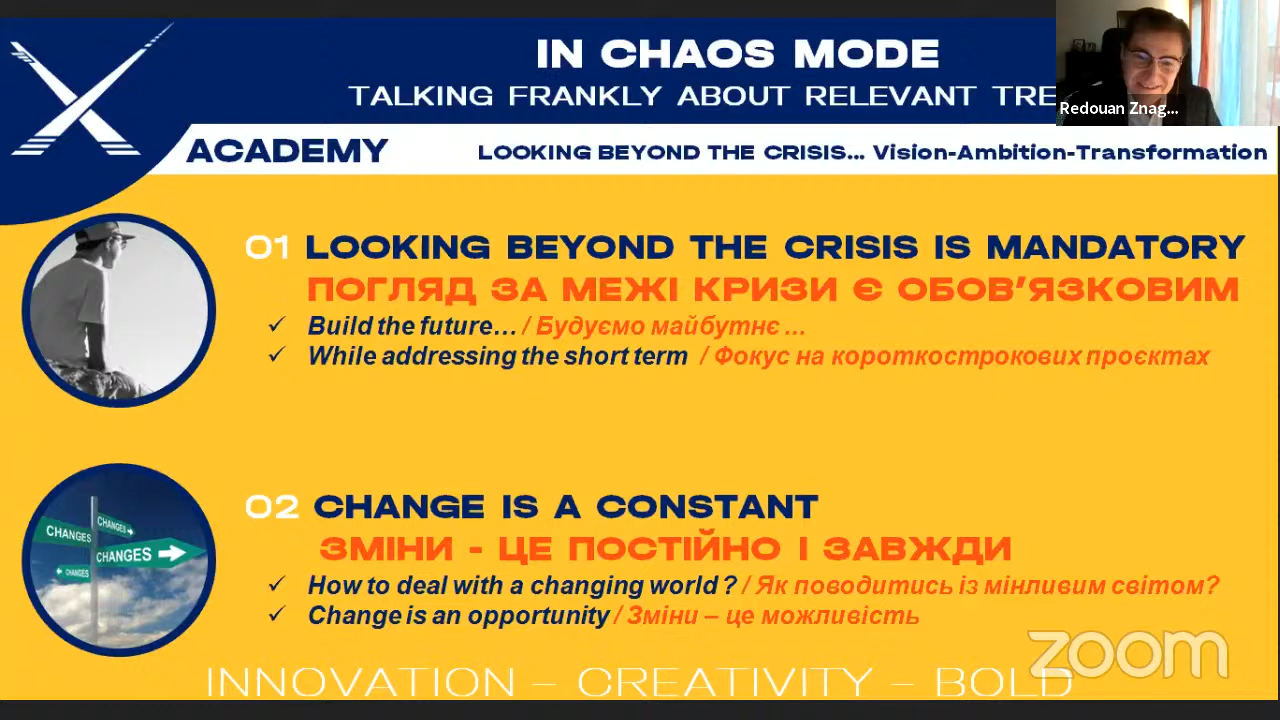 IN CHAOS MODE
TALKING FRANKLY ABOUT RELEVANT TRE
Redouan Znag...
ACADEMY
LOOKING BEYOND THE CRISIS... Vision-Ambition-Transformation
01 LOOKING BEYOND THE CRISIS IS MANDATORY
ПОГЛЯД ЗА МЕЖІ КРИЗИ Є ОБОВ'ЯЗКОВИМ
✓ Build the future... / Будуємо майбутнє ...
✓ While addressing the short term / Фокус на короткострокових проєктах
CHANGES
CHANGES
CHANGES
CHANGES
02 CHANGE IS A CONSTANT
ЗМІНИ - ЦЕ ПОСТІЙНО І ЗАВЖДИ
✓ How to deal with a changing world ? / Як поводитись із мінливим світом?
✓ Change is an opportunity / Зміни – це можливість
zoom
INNOVATION – CREATIVITY – BOLD